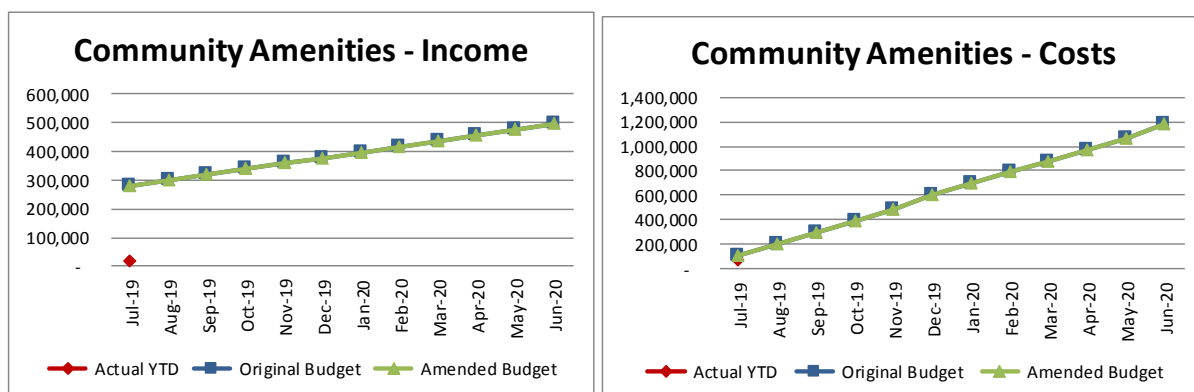 Community Amenities - Income
600,000
500,000
400,000
300,000
200,000
100,000
-
Jul-19
Aug-19
Sep-19
Oct-19
Nov-19
Dec-19
Jan-20
Feb-20
Mar-20
Apr-20
May-20
Jun-20
Actual YTD Original Budget Amended Budget
Community Amenities - Costs
1,400,000
1,200,000
1,000,000
800,000
600,000
400,000
200,000
-
Jul-19
Aug-19
Sep-19
Oct-19
Nov-19
Dec-19
Jan-20
Feb-20
Mar-20
Apr-20
May-20
Jun-20
Actual YTD Original Budget Amended Budget